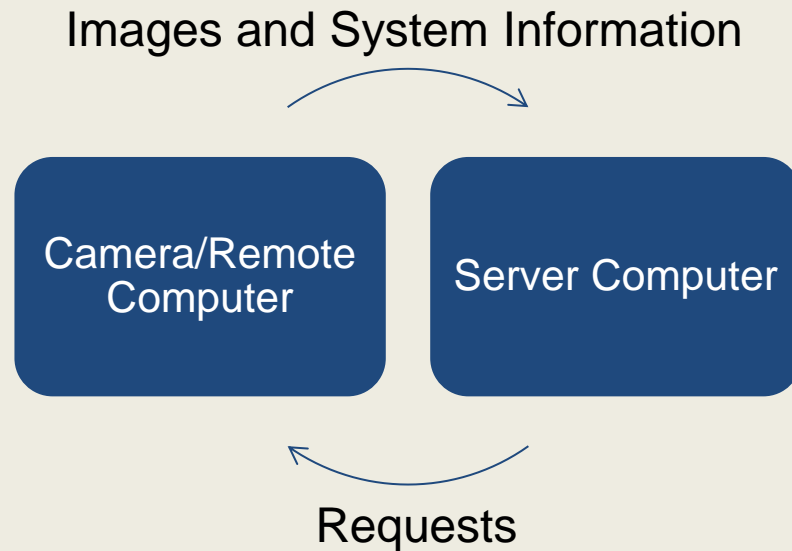 Images and System Information
Camera/Remote
Computer
Server Computer
Requests